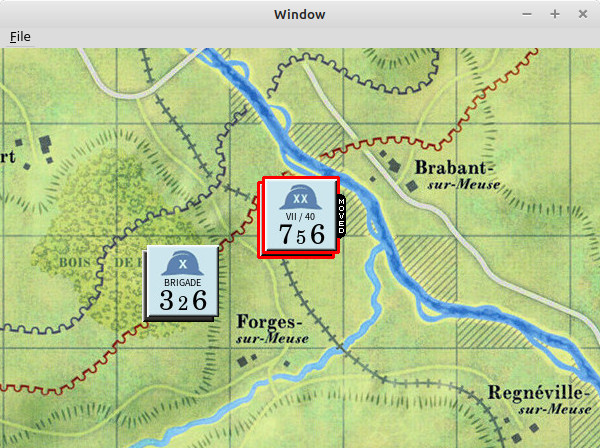 Window
File
rt
Brabant-
sur-Meuse
XX
VII / 40
7 5 6
MOVED
BOIS DE
X
BRIGADE
3 2 6
Forges-
sur-Meuse
Regnéville-
sur-Meuse